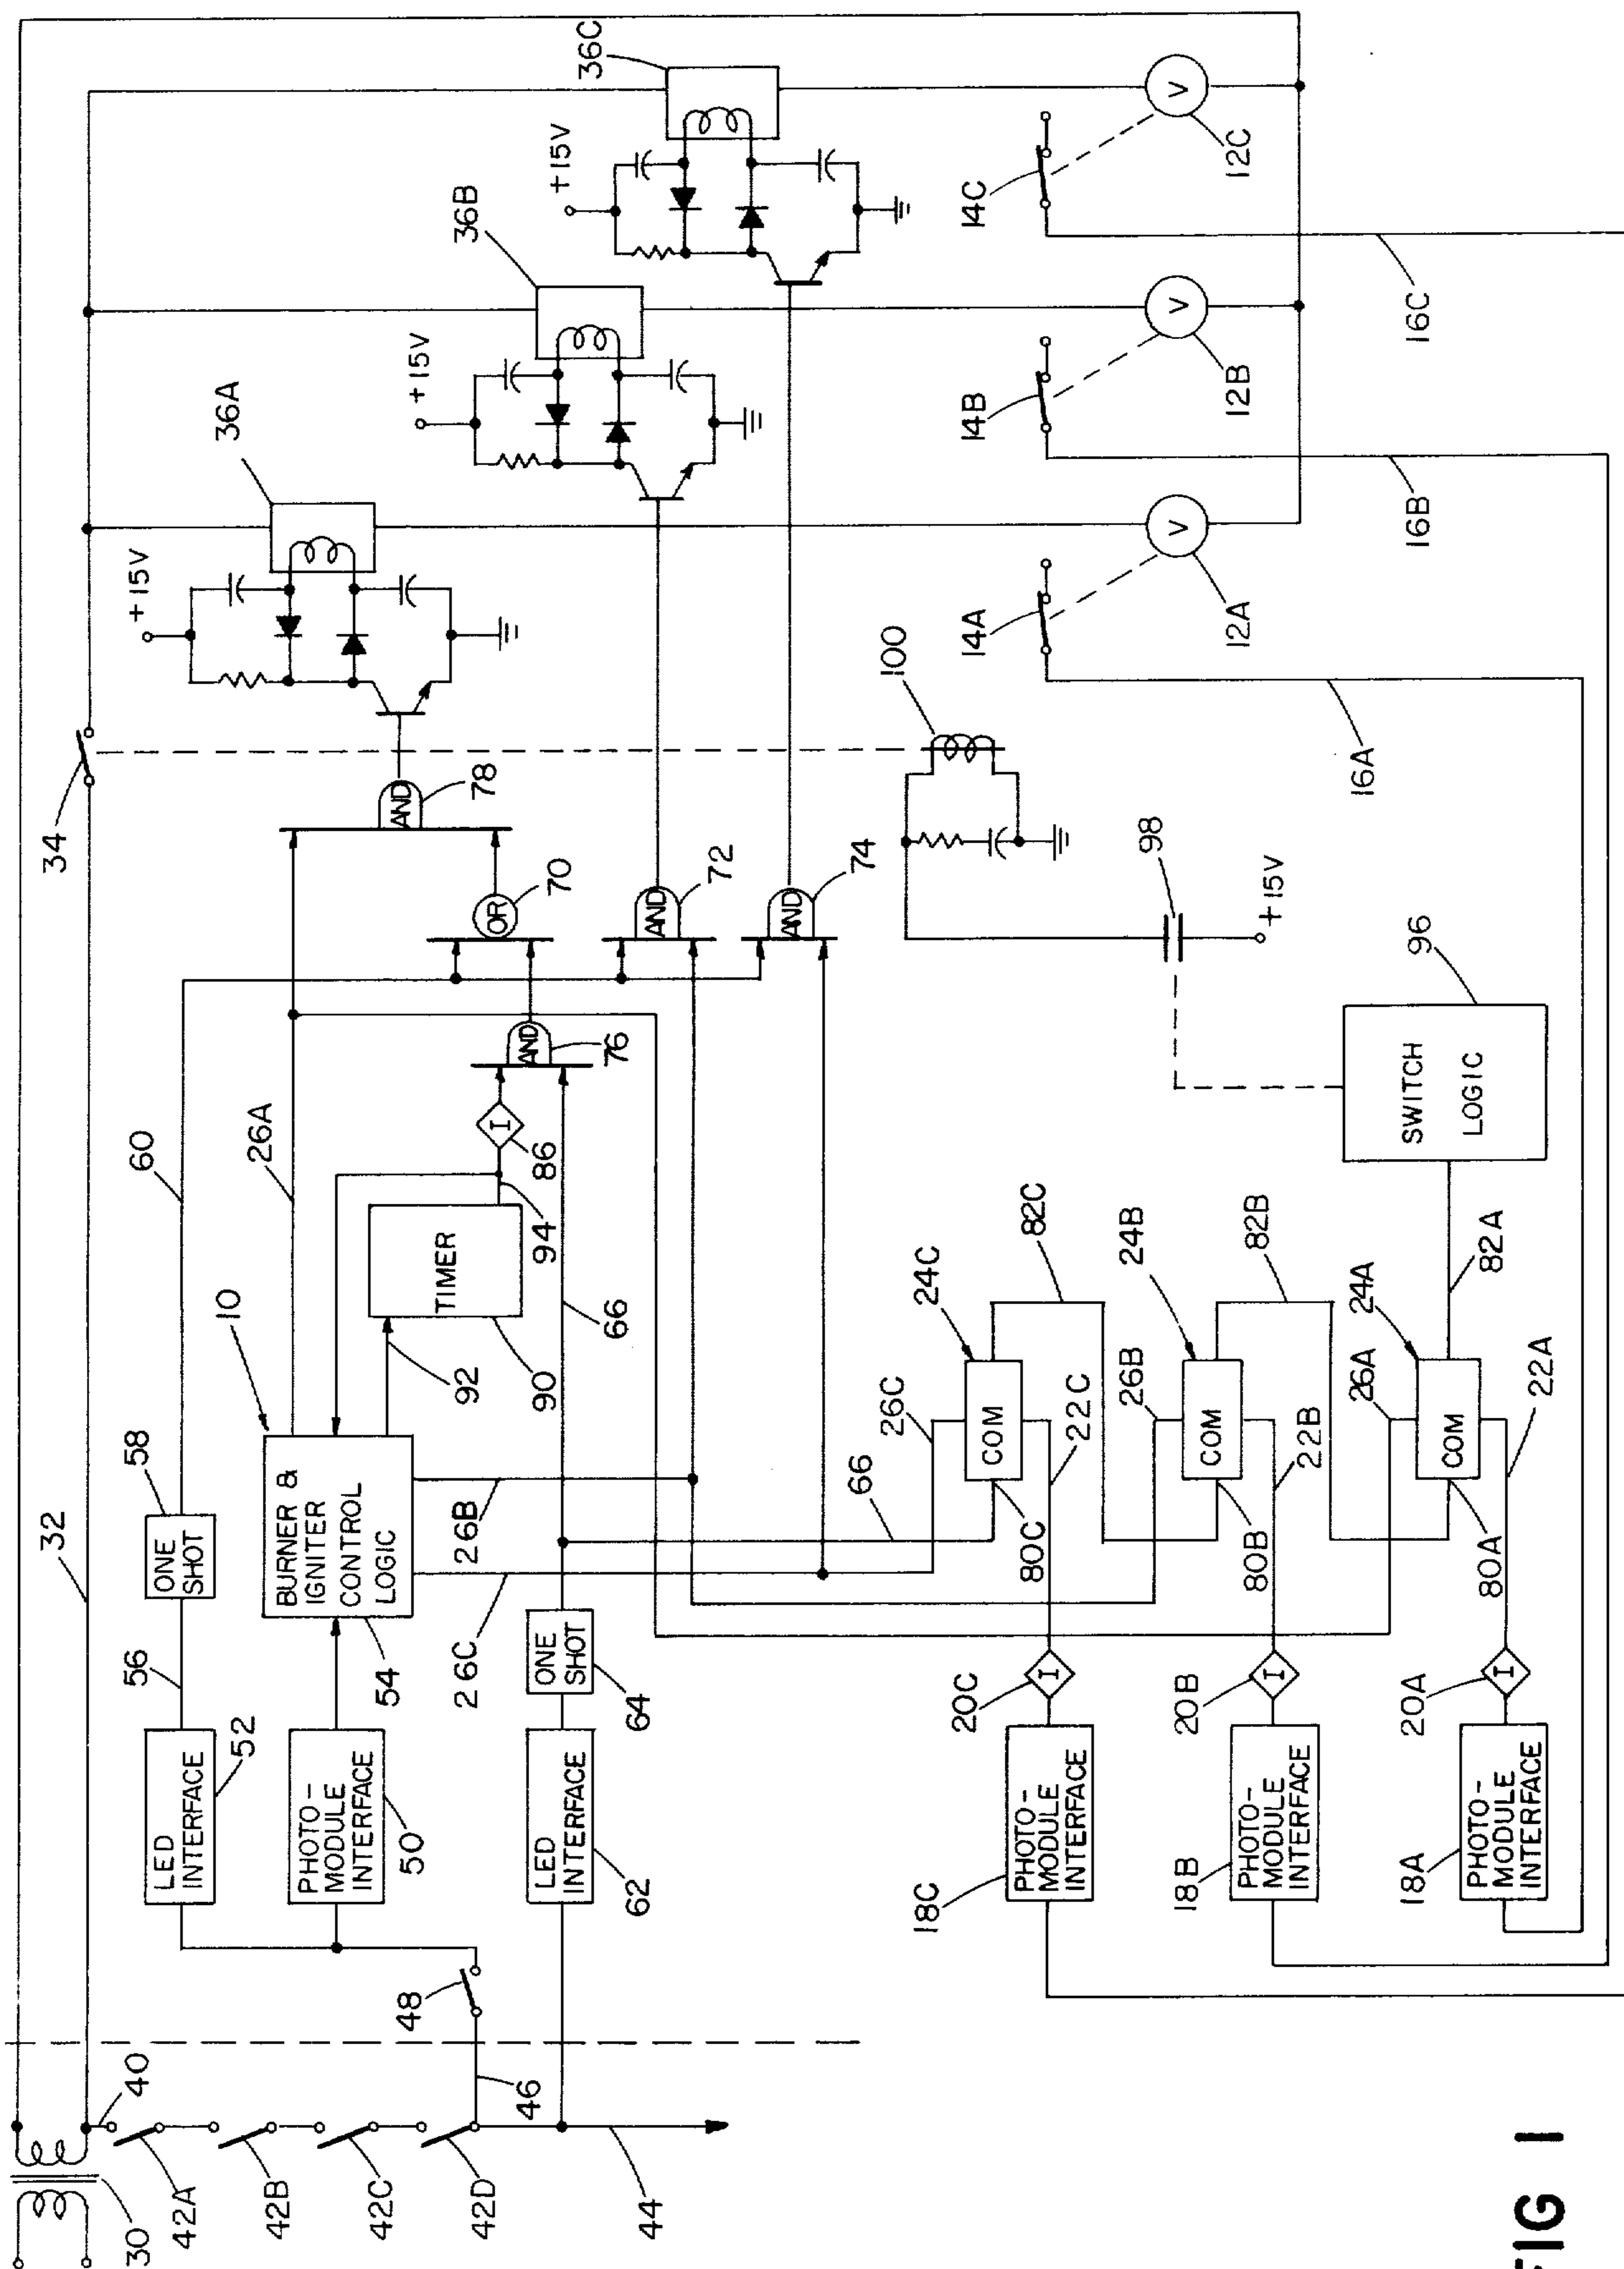 30
40
42A
42B
42C
42D
44
46
48
32
34
LED
INTERFACE
52
56
ONE
SHOT
58
60
PHOTO-
MODULE
INTERFACE
50
BURNER &
IGNITER
CONTROL
LOGIC
54
10
26A
92
TIMER
90
94
I
86
LED
INTERFACE
62
ONE
SHOT
64
66
26C
26B
AND
76
OR
70
AND
72
AND
74
AND
78
+15V
36A
+15V
36B
+15V
36C
PHOTO-
MODULE
INTERFACE
18C
I
20C
66
80C
26C
COM
22C
24C
82C
PHOTO-
MODULE
INTERFACE
18B
I
20B
80B
26B
COM
22B
24B
82B
PHOTO-
MODULE
INTERFACE
18A
I
20A
80A
26A
COM
22A
24A
82A
SWITCH
LOGIC
96
98
+15V
100
14A
V
12A
16A
14B
V
12B
16B
14C
V
12C
16C
FIG 1